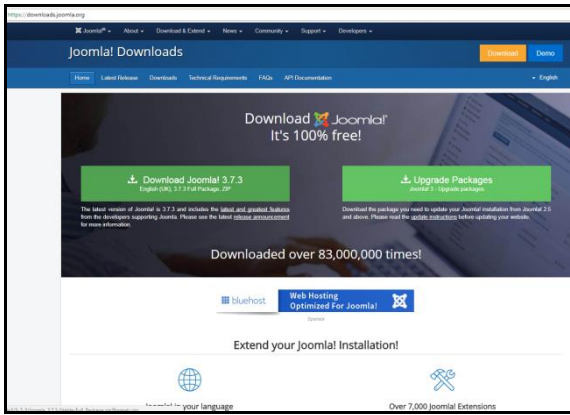 https://downloads.joomla.org
Joomla!® About Download & Extend News Community Support Developers
Joomla! Downloads
Download Demo
Home Latest Release Downloads Technical Requirements FAQs API Documentation English
Download Joomla!®
It's 100% free!
Download Joomla! 3.7.3
English (UK), 3.7.3 Full Package, ZIP
The latest version of Joomla! is 3.7.3 and includes the latest and greatest features
from the developers supporting Joomla. Please see the latest release announcement
for more information.
Upgrade Packages
Joomla! 3 - Upgrade packages
Download the package you need to update your Joomla! installation from Joomla! 2.5
and above. Please read the update instructions before updating your website.
Downloaded over 83,000,000 times!
bluehost
Web Hosting
Optimized For Joomla!
Sponsor
Extend your Joomla! Installation!
Joomla! in your language
Over 7,000 Joomla! Extensions